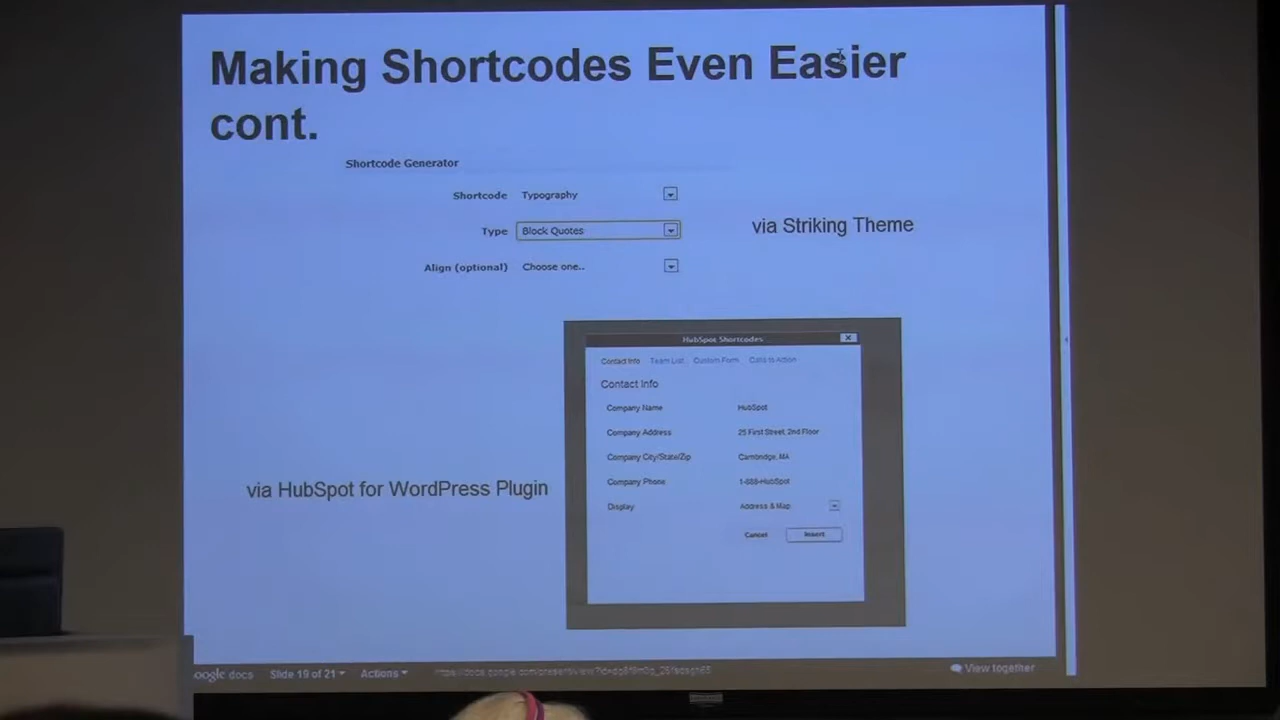 Making Shortcodes Even Easier
cont.
Shortcode Generator
Shortcode Typography
Type Block Quotes
via Striking Theme
Align (optional) Choose one..
HubSpot Shortcodes
Contact Info Team List Custom Form Calls to Action
Contact Info
Company Name HubSpot
Company Address 25 First Street, 2nd Floor
Company City/State/Zip Cambridge, MA
Company Phone 1-888-HubSpot
via HubSpot for WordPress Plugin
Display Address & Map
Cancel Insert
oogle docs Slide 19 of 21 Actions View together